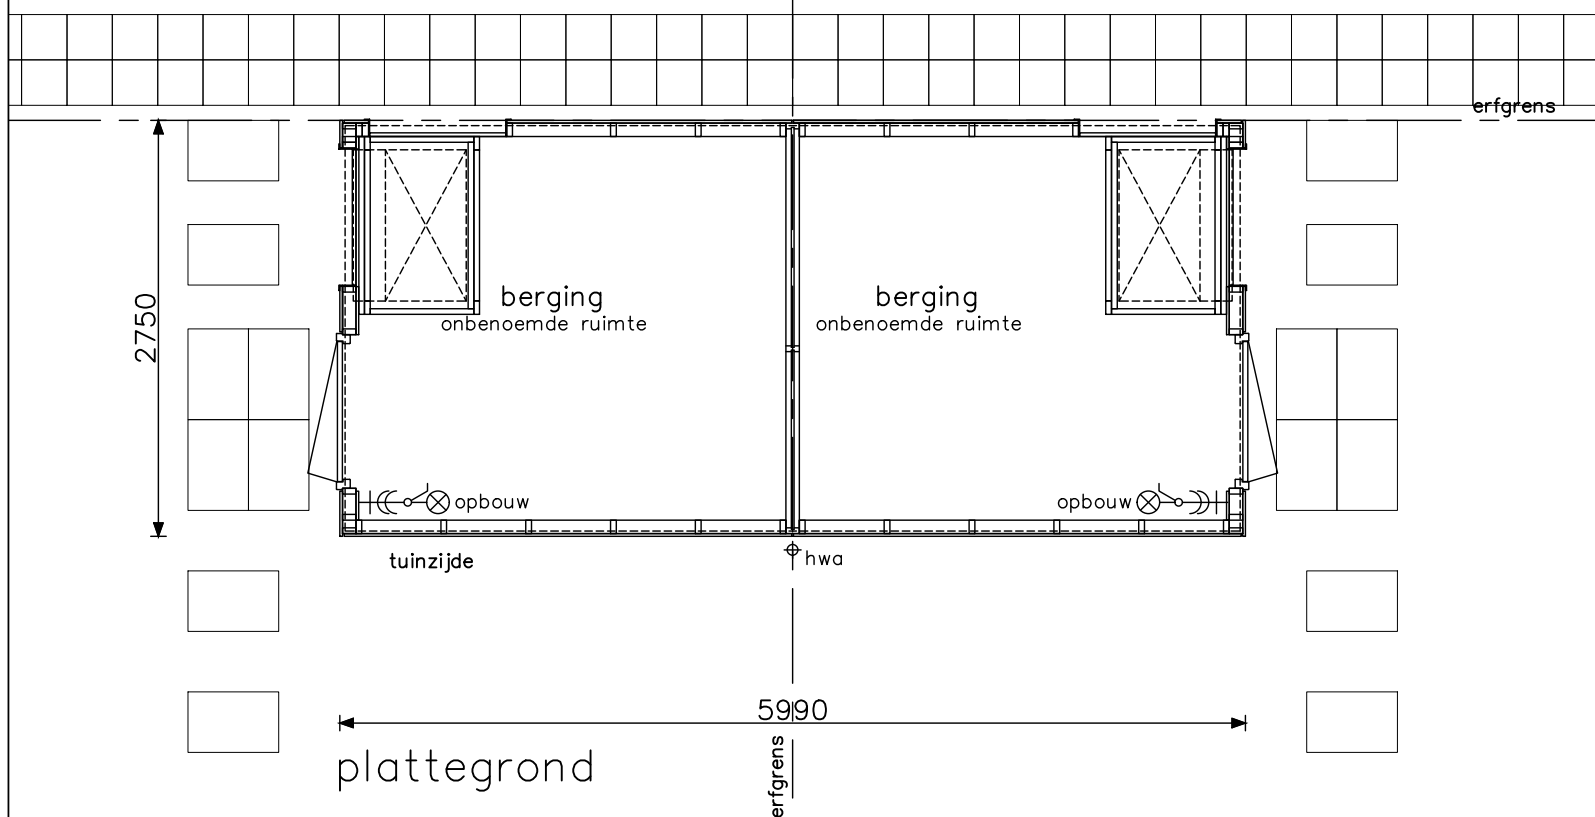 erfgrens
2750
berging
onbenoemde ruimte
berging
onbenoemde ruimte
opbouw
opbouw
tuinzijde
hwa
5990
plattegrond
erfgrens